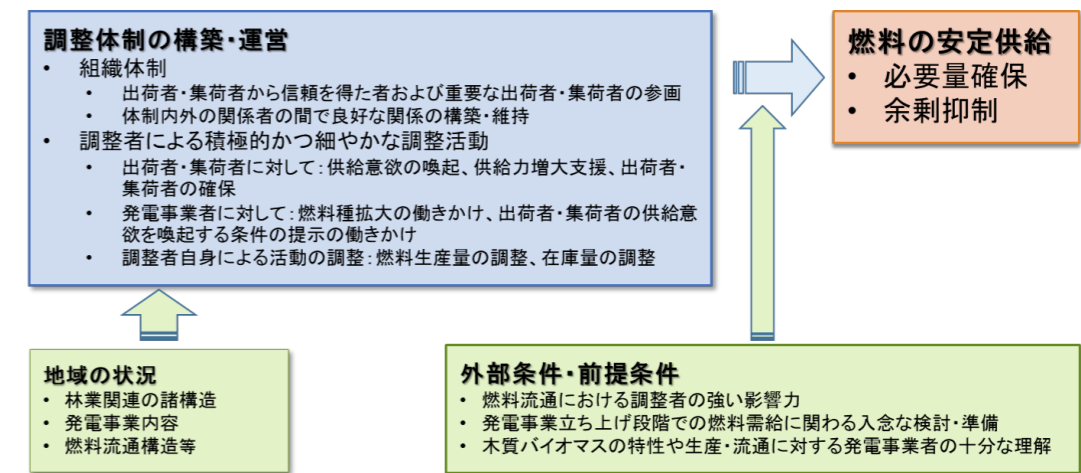 調整体制の構築・運営
• 組織体制
• 出荷者・集荷者から信頼を得た者および重要な出荷者・集荷者の参画
• 体制内外の関係者の間で良好な関係の構築・維持
• 調整者による積極的かつ細やかな調整活動
• 出荷者・集荷者に対して：供給意欲の喚起、供給力増大支援、出荷者・
集荷者の確保
• 発電事業者に対して：燃料種拡大の働きかけ、出荷者・集荷者の供給意
欲を喚起する条件の提示の働きかけ
• 調整者自身による活動の調整：燃料生産量の調整、在庫量の調整
燃料の安定供給
• 必要量確保
• 余剰抑制
地域の状況
• 林業関連の諸構造
• 発電事業内容
• 燃料流通構造等
外部条件・前提条件
• 燃料流通における調整者の強い影響力
• 発電事業立ち上げ段階での燃料需給に関わる入念な検討・準備
• 木質バイオマスの特性や生産・流通に対する発電事業者の十分な理解